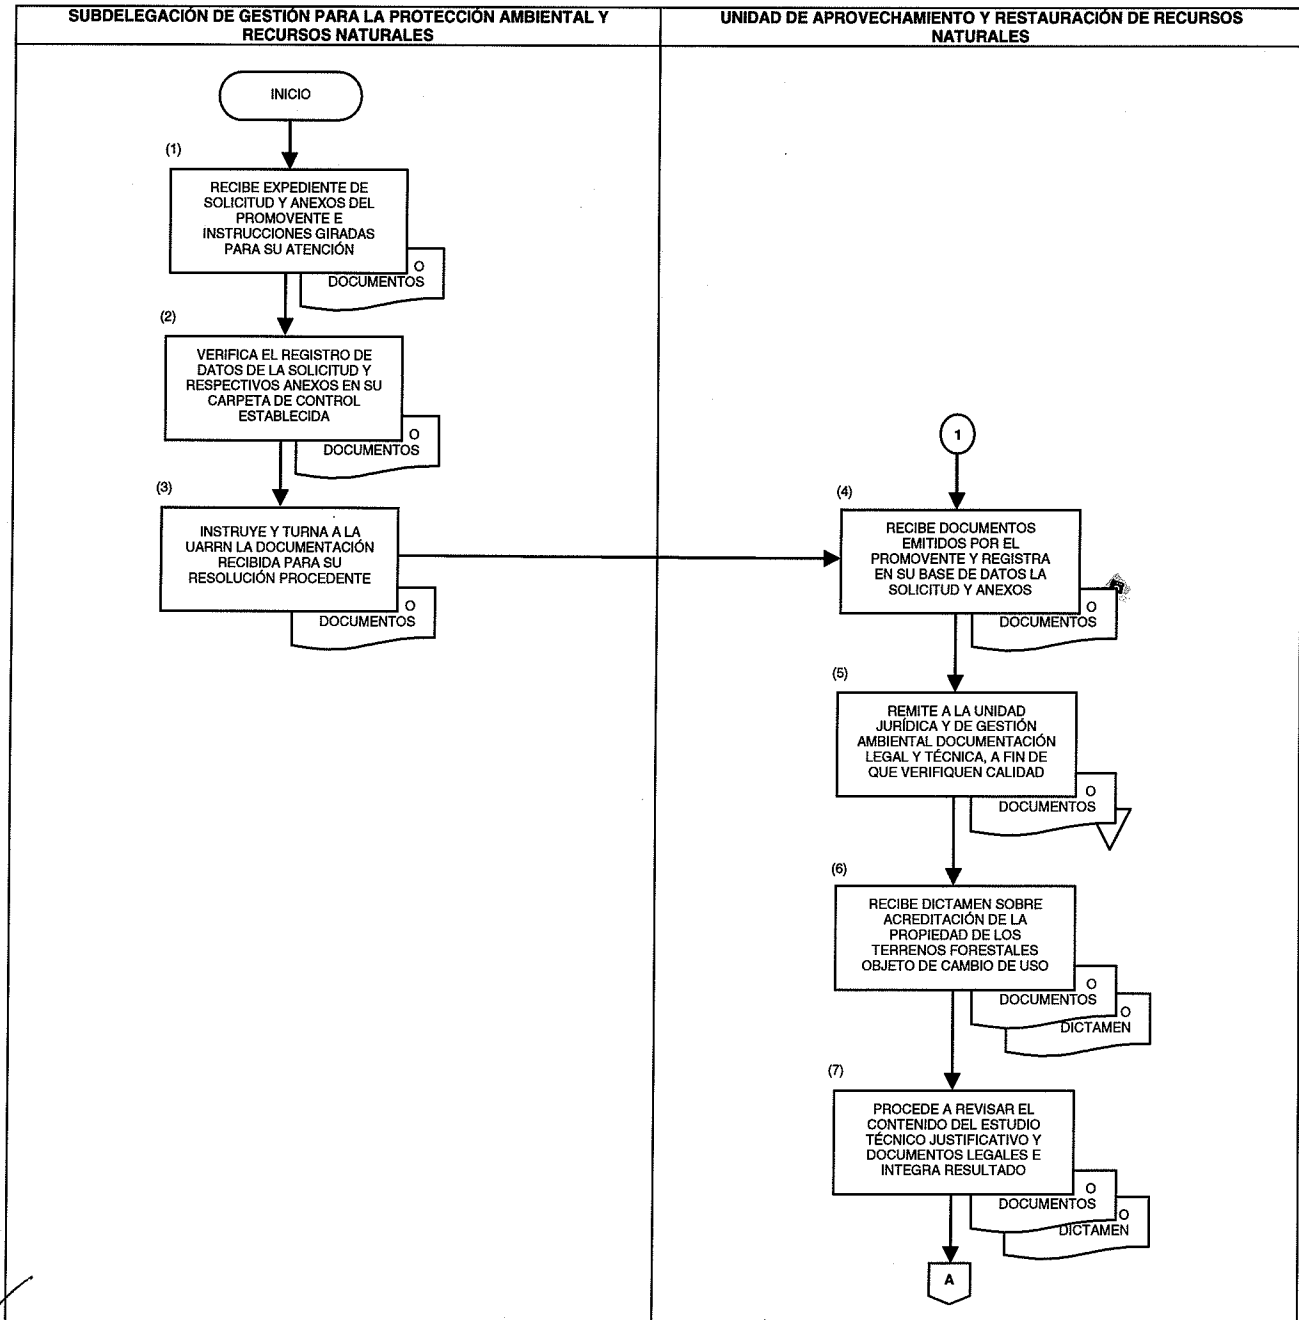 SUBDELEGACIÓN DE GESTIÓN PARA LA PROTECCIÓN AMBIENTAL Y
RECURSOS NATURALES
UNIDAD DE APROVECHAMIENTO Y RESTAURACIÓN DE RECURSOS
NATURALES
INICIO
(1)
RECIBE EXPEDIENTE DE
SOLICITUD Y ANEXOS DEL
PROMOVENTE E
INSTRUCCIONES GIRADAS
PARA SU ATENCIÓN
O
DOCUMENTOS
(2)
VERIFICA EL REGISTRO DE
DATOS DE LA SOLICITUD Y
RESPECTIVOS ANEXOS EN SU
CARPETA DE CONTROL
ESTABLECIDA
O
DOCUMENTOS
(3)
INSTRUYE Y TURNA A LA
UARRN LA DOCUMENTACIÓN
RECIBIDA PARA SU
RESOLUCIÓN PROCEDENTE
O
DOCUMENTOS
1
(4)
RECIBE DOCUMENTOS
EMITIDOS POR EL
PROMOVENTE Y REGISTRA
EN SU BASE DE DATOS LA
SOLICITUD Y ANEXOS
O
DOCUMENTOS
(5)
REMITE A LA UNIDAD
JURÍDICA Y DE GESTIÓN
AMBIENTAL DOCUMENTACIÓN
LEGAL Y TÉCNICA, A FIN DE
QUE VERIFIQUEN CALIDAD
O
DOCUMENTOS
(6)
RECIBE DICTAMEN SOBRE
ACREDITACIÓN DE LA
PROPIEDAD DE LOS
TERRENOS FORESTALES
OBJETO DE CAMBIO DE USO
O
DOCUMENTOS
O
DICTAMEN
(7)
PROCEDE A REVISAR EL
CONTENIDO DEL ESTUDIO
TÉCNICO JUSTIFICATIVO Y
DOCUMENTOS LEGALES E
INTEGRA RESULTADO
O
DOCUMENTOS
O
DICTAMEN
A